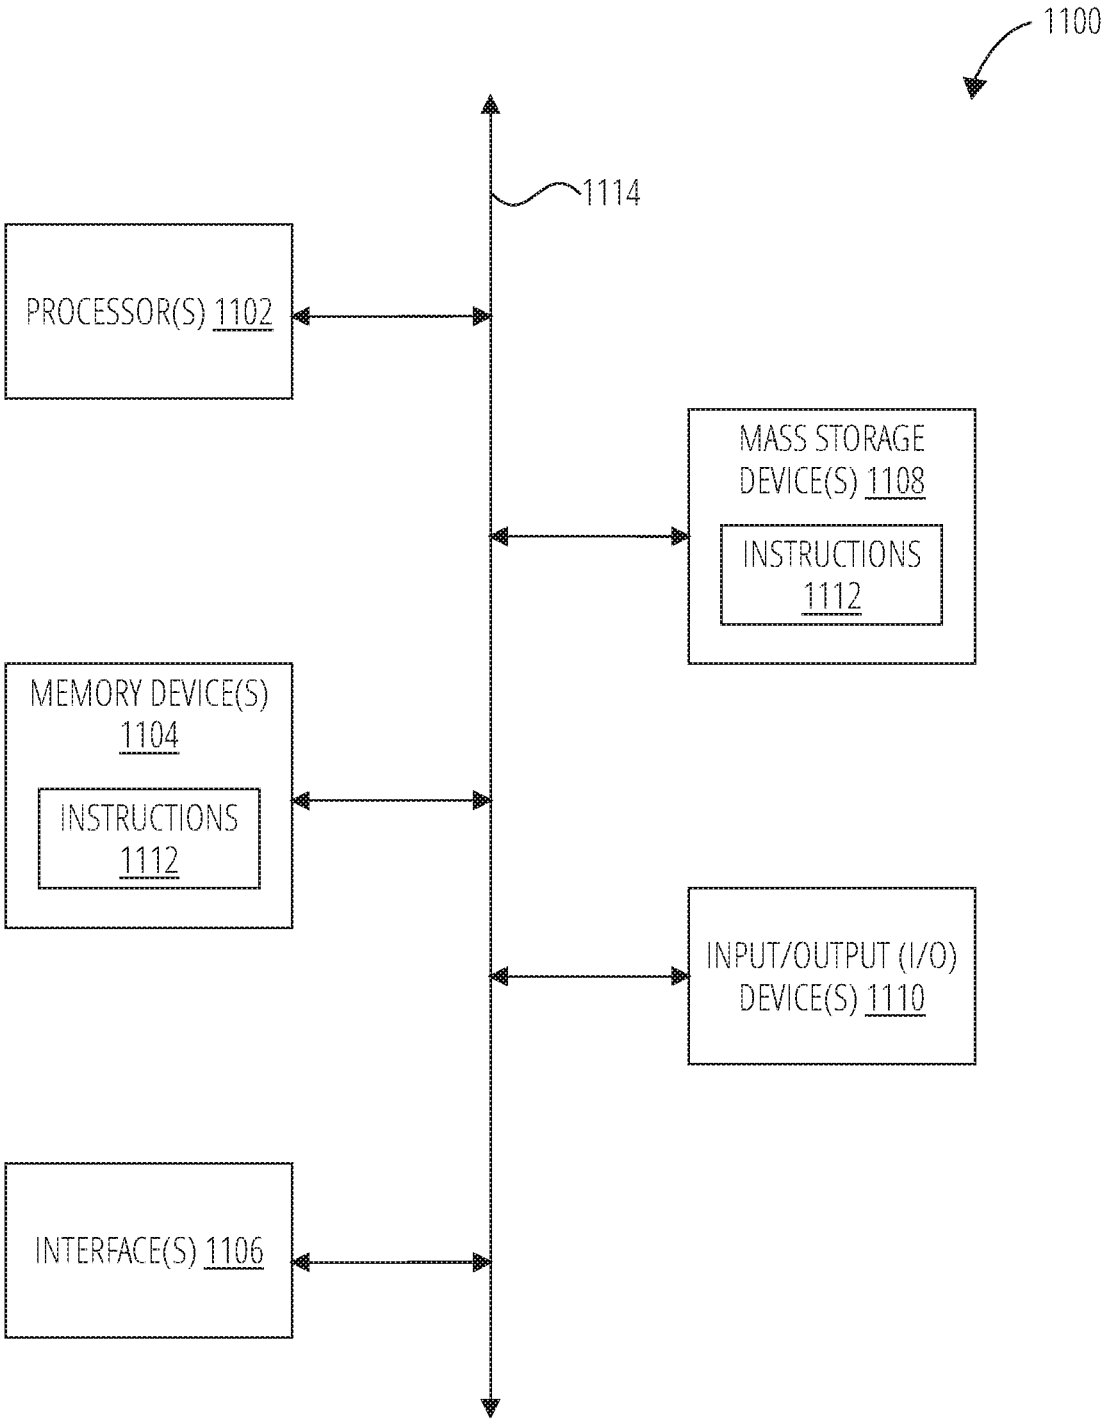 1100
1114
PROCESSOR(S) 1102
MASS STORAGE
DEVICE(S) 1108
INSTRUCTIONS
1112
MEMORY DEVICE(S)
1104
INSTRUCTIONS
1112
INPUT/OUTPUT (I/O)
DEVICE(S) 1110
INTERFACE(S) 1106